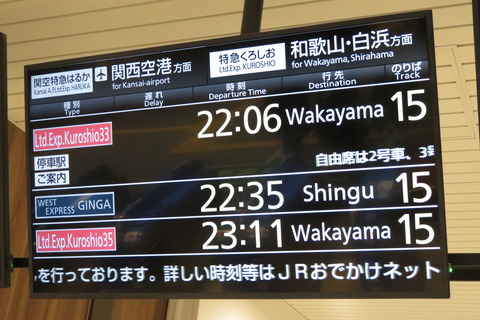 関空特急はるか 関西空港方面 特急くろしお 和歌山・白浜方面
Kansai A.P.Ltd.Exp. HARUKA for Kansai-airport Ltd.Exp. KUROSHIO for Wakayama, Shirahama
種別 遅れ 時刻 行先 のりば
Type Delay Departure Time Destination Track
Ltd.Exp.Kuroshio33 22:06 Wakayama 15
停車駅 自由席は2号車、3
ご案内
WEST EXPRESS GINGA 22:35 Shingu 15
Ltd.Exp.Kuroshio35 23:11 Wakayama 15
を行っております。詳しい時刻等はJRおでかけネット